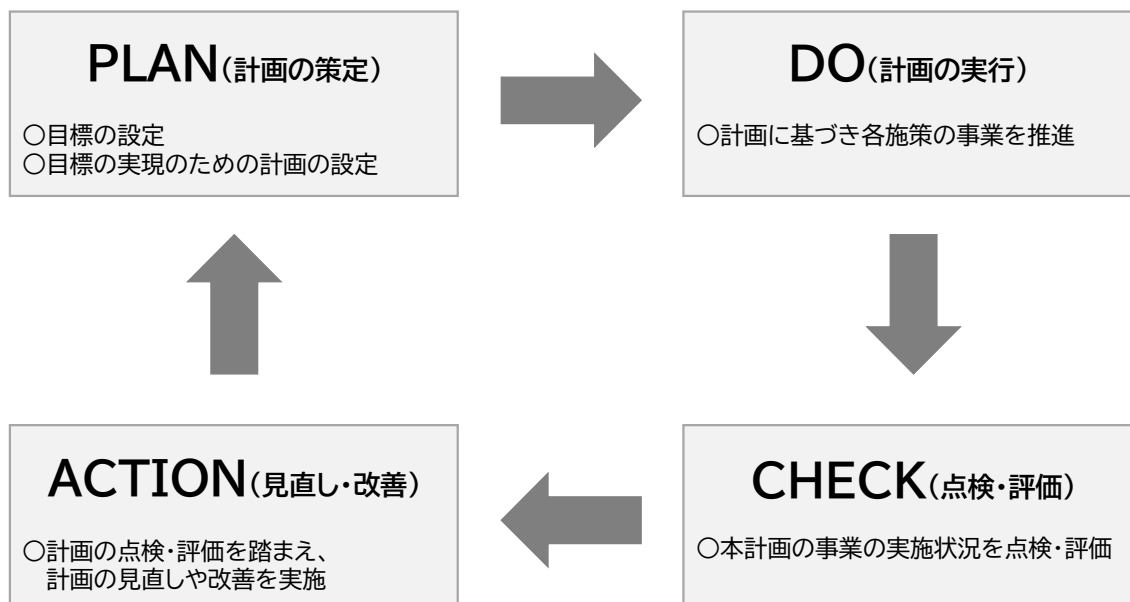 PLAN(計画の策定)
○目標の設定
○目標の実現のための計画の設定
DO(計画の実行)
○計画に基づき各施策の事業を推進
ACTION(見直し・改善)
○計画の点検・評価を踏まえ、
計画の見直しや改善を実施
CHECK(点検・評価)
○本計画の事業の実施状況を点検・評価